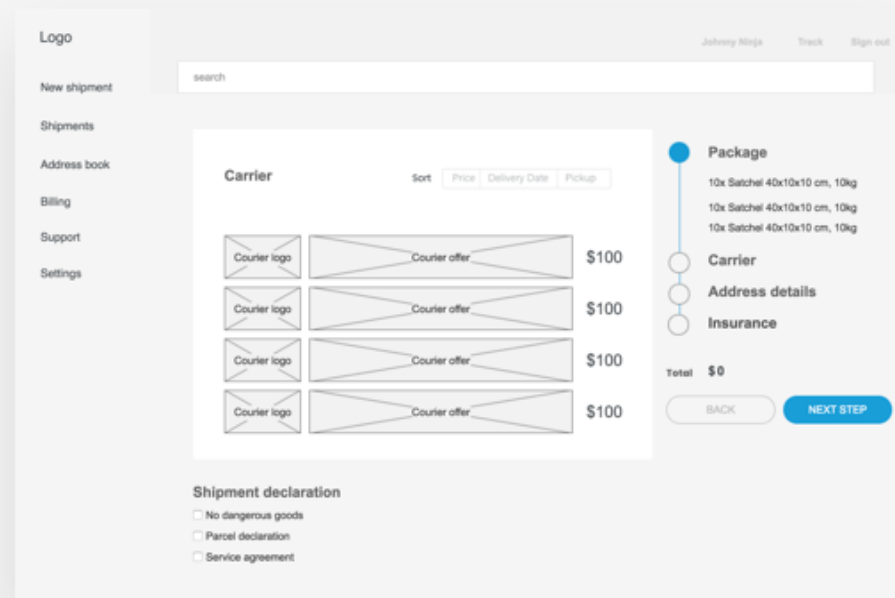 Logo
Johnny Ninja Track Sign out
search
New shipment
Shipments
Address book
Billing
Support
Settings
Carrier
Sort Price Delivery Date Pickup
Courier logo Courier offer $100
Courier logo Courier offer $100
Courier logo Courier offer $100
Courier logo Courier offer $100
Package
10x Satchel 40x10x10 cm, 10kg
10x Satchel 40x10x10 cm, 10kg
10x Satchel 40x10x10 cm, 10kg
Carrier
Address details
Insurance
Total $0
BACK NEXT STEP
Shipment declaration
No dangerous goods
Parcel declaration
Service agreement